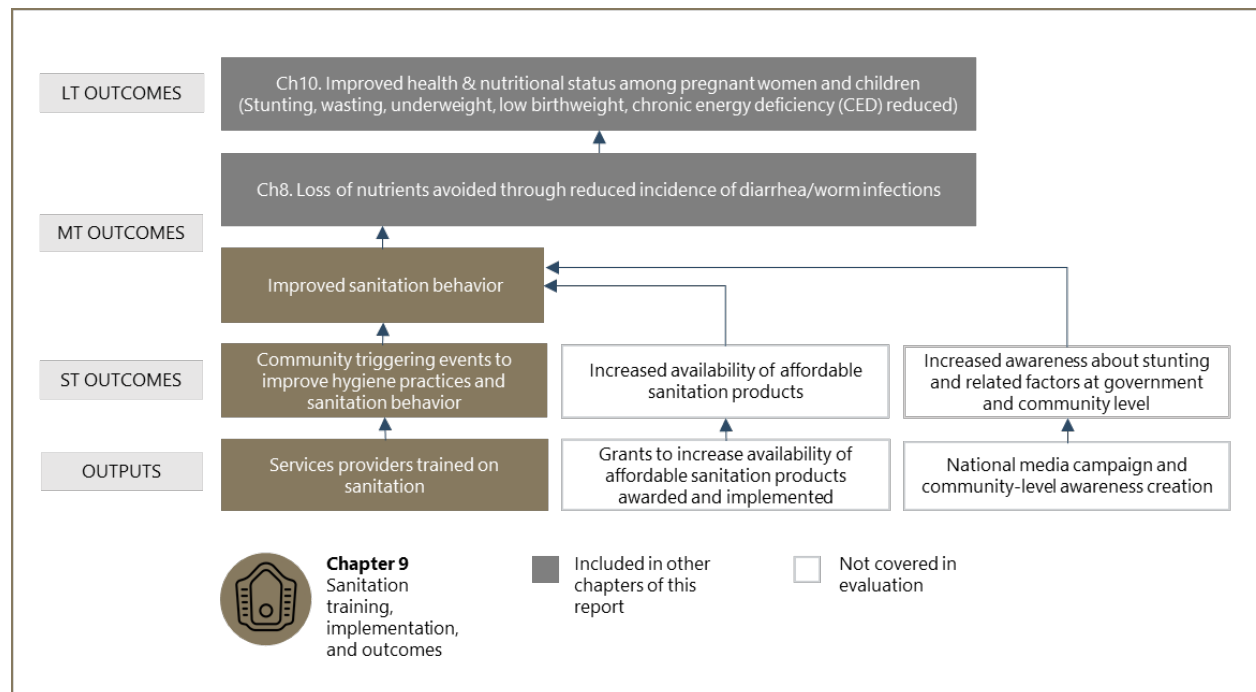 LT OUTCOMES
Ch10. Improved health & nutritional status among pregnant women and children
(Stunting, wasting, underweight, low birthweight, chronic energy deficiency (CED) reduced)
Ch8. Loss of nutrients avoided through reduced incidence of diarrhea/worm infections
MT OUTCOMES
Improved sanitation behavior
ST OUTCOMES
Community triggering events to
improve hygiene practices and
sanitation behavior
Increased availability of affordable
sanitation products
Increased awareness about stunting
and related factors at government
and community level
OUTPUTS
Services providers trained on
sanitation
Grants to increase availability of
affordable sanitation products
awarded and implemented
National media campaign and
community-level awareness creation
Chapter 9
Sanitation
training,
implementation,
and outcomes
Included in other
chapters of this
report
Not covered in
evaluation